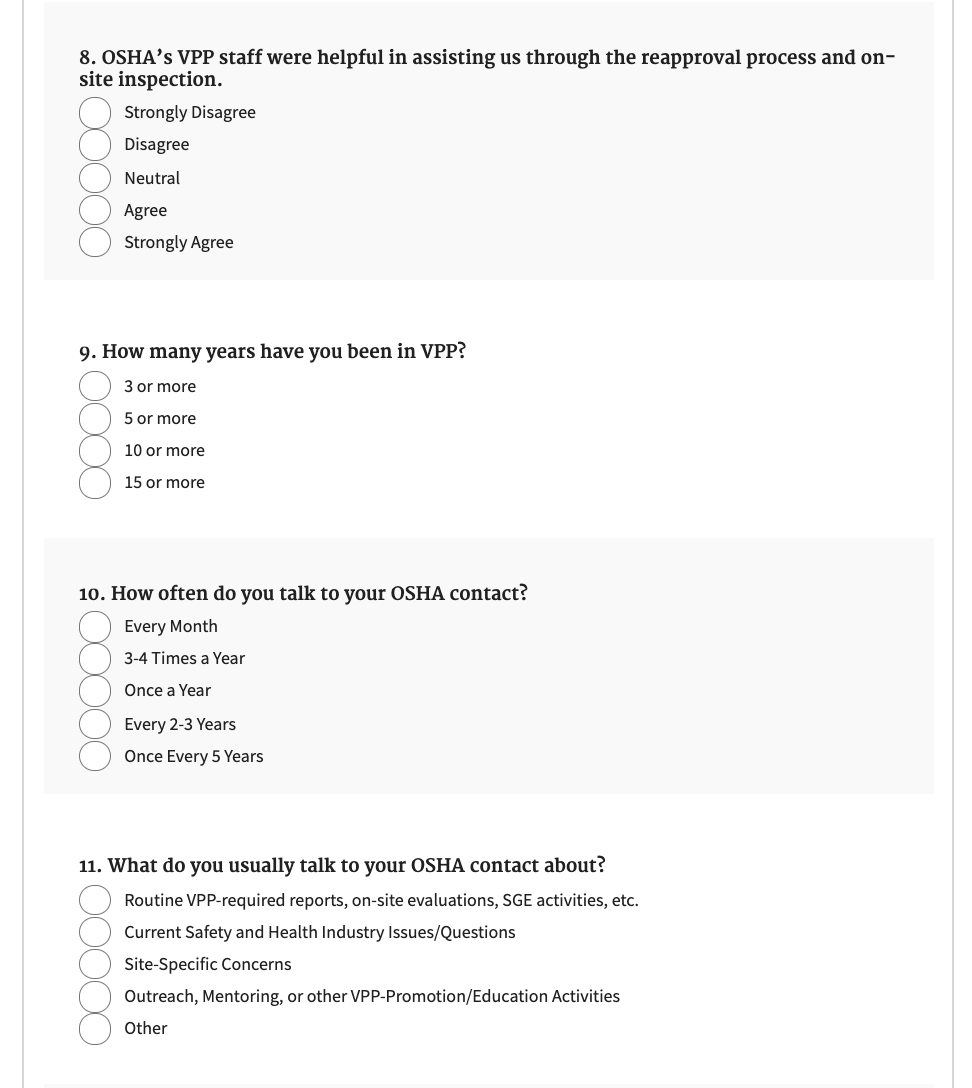 8. OSHA’s VPP staff were helpful in assisting us through the reapproval process and on-
site inspection.
Strongly Disagree
Disagree
Neutral
Agree
Strongly Agree
9. How many years have you been in VPP?
3 or more
5 or more
10 or more
15 or more
10. How often do you talk to your OSHA contact?
Every Month
3-4 Times a Year
Once a Year
Every 2-3 Years
Once Every 5 Years
11. What do you usually talk to your OSHA contact about?
Routine VPP-required reports, on-site evaluations, SGE activities, etc.
Current Safety and Health Industry Issues/Questions
Site-Specific Concerns
Outreach, Mentoring, or other VPP-Promotion/Education Activities
Other